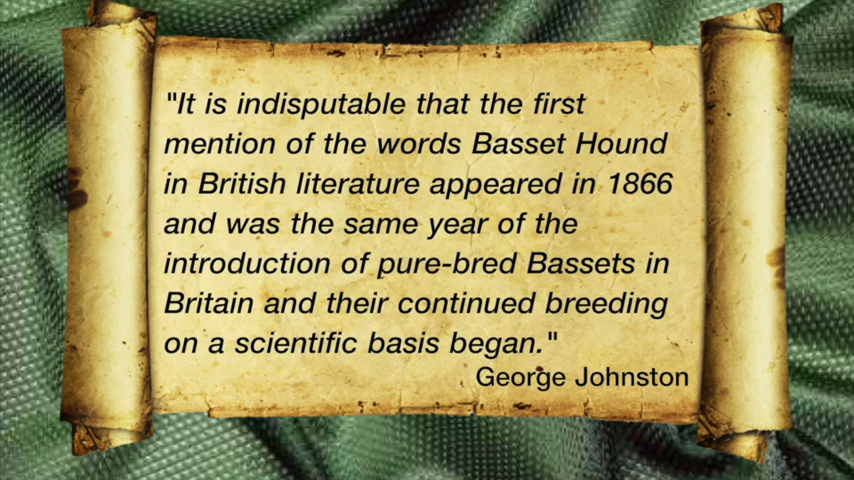 "It is indisputable that the first
mention of the words Basset Hound
in British literature appeared in 1866
and was the same year of the
introduction of pure-bred Bassets in
Britain and their continued breeding
on a scientific basis began."
George Johnston